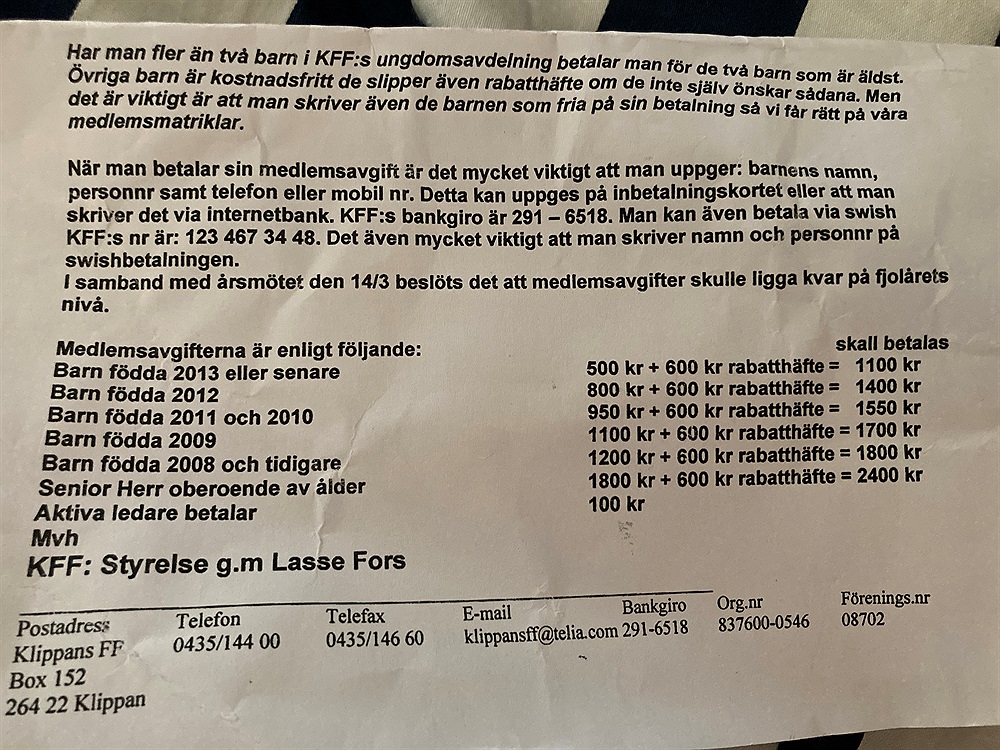 Har man fler än två barn i KFF:s ungdomsavdelning betalar man för de två barn som är äldst.
Övriga barn är kostnadsfritt de slipper även rabatthäfte om de inte själv önskar sådana. Men
det är viktigt är att man skriver även de barnen som fria på sin betalning så vi får rätt på våra
medlemsmatriklar.
När man betalar sin medlemsavgift är det mycket viktigt att man uppger: barnens namn,
personnr samt telefon eller mobil nr. Detta kan uppges på inbetalningskortet eller att man
skriver det via internetbank. KFF:s bankgiro är 291 – 6518. Man kan även betala via swish
KFF:s nr är: 123 467 34 48. Det även mycket viktigt att man skriver namn och personnr på
swishbetalningen.
I samband med årsmötet den 14/3 beslöts det att medlemsavgifter skulle ligga kvar på fjolårets
nivå.
Medlemsavgifterna är enligt följande: skall betalas
Barn födda 2013 eller senare 500 kr + 600 kr rabatthäfte = 1100 kr
Barn födda 2012 800 kr + 600 kr rabatthäfte = 1400 kr
Barn födda 2011 och 2010 950 kr + 600 kr rabatthäfte = 1550 kr
Barn födda 2009 1100 kr + 600 kr rabatthäfte = 1700 kr
Barn födda 2008 och tidigare 1200 kr + 600 kr rabatthäfte = 1800 kr
Senior Herr oberoende av ålder 1800 kr + 600 kr rabatthäfte = 2400 kr
Aktiva ledare betalar 100 kr
Mvh
KFF: Styrelse g.m Lasse Fors
Postadress Telefon Telefax E-mail Bankgiro Org.nr Förenings.nr
Klippans FF 0435/144 00 0435/146 60 klippansff@telia.com 291-6518 837600-0546 08702
Box 152
264 22 Klippan